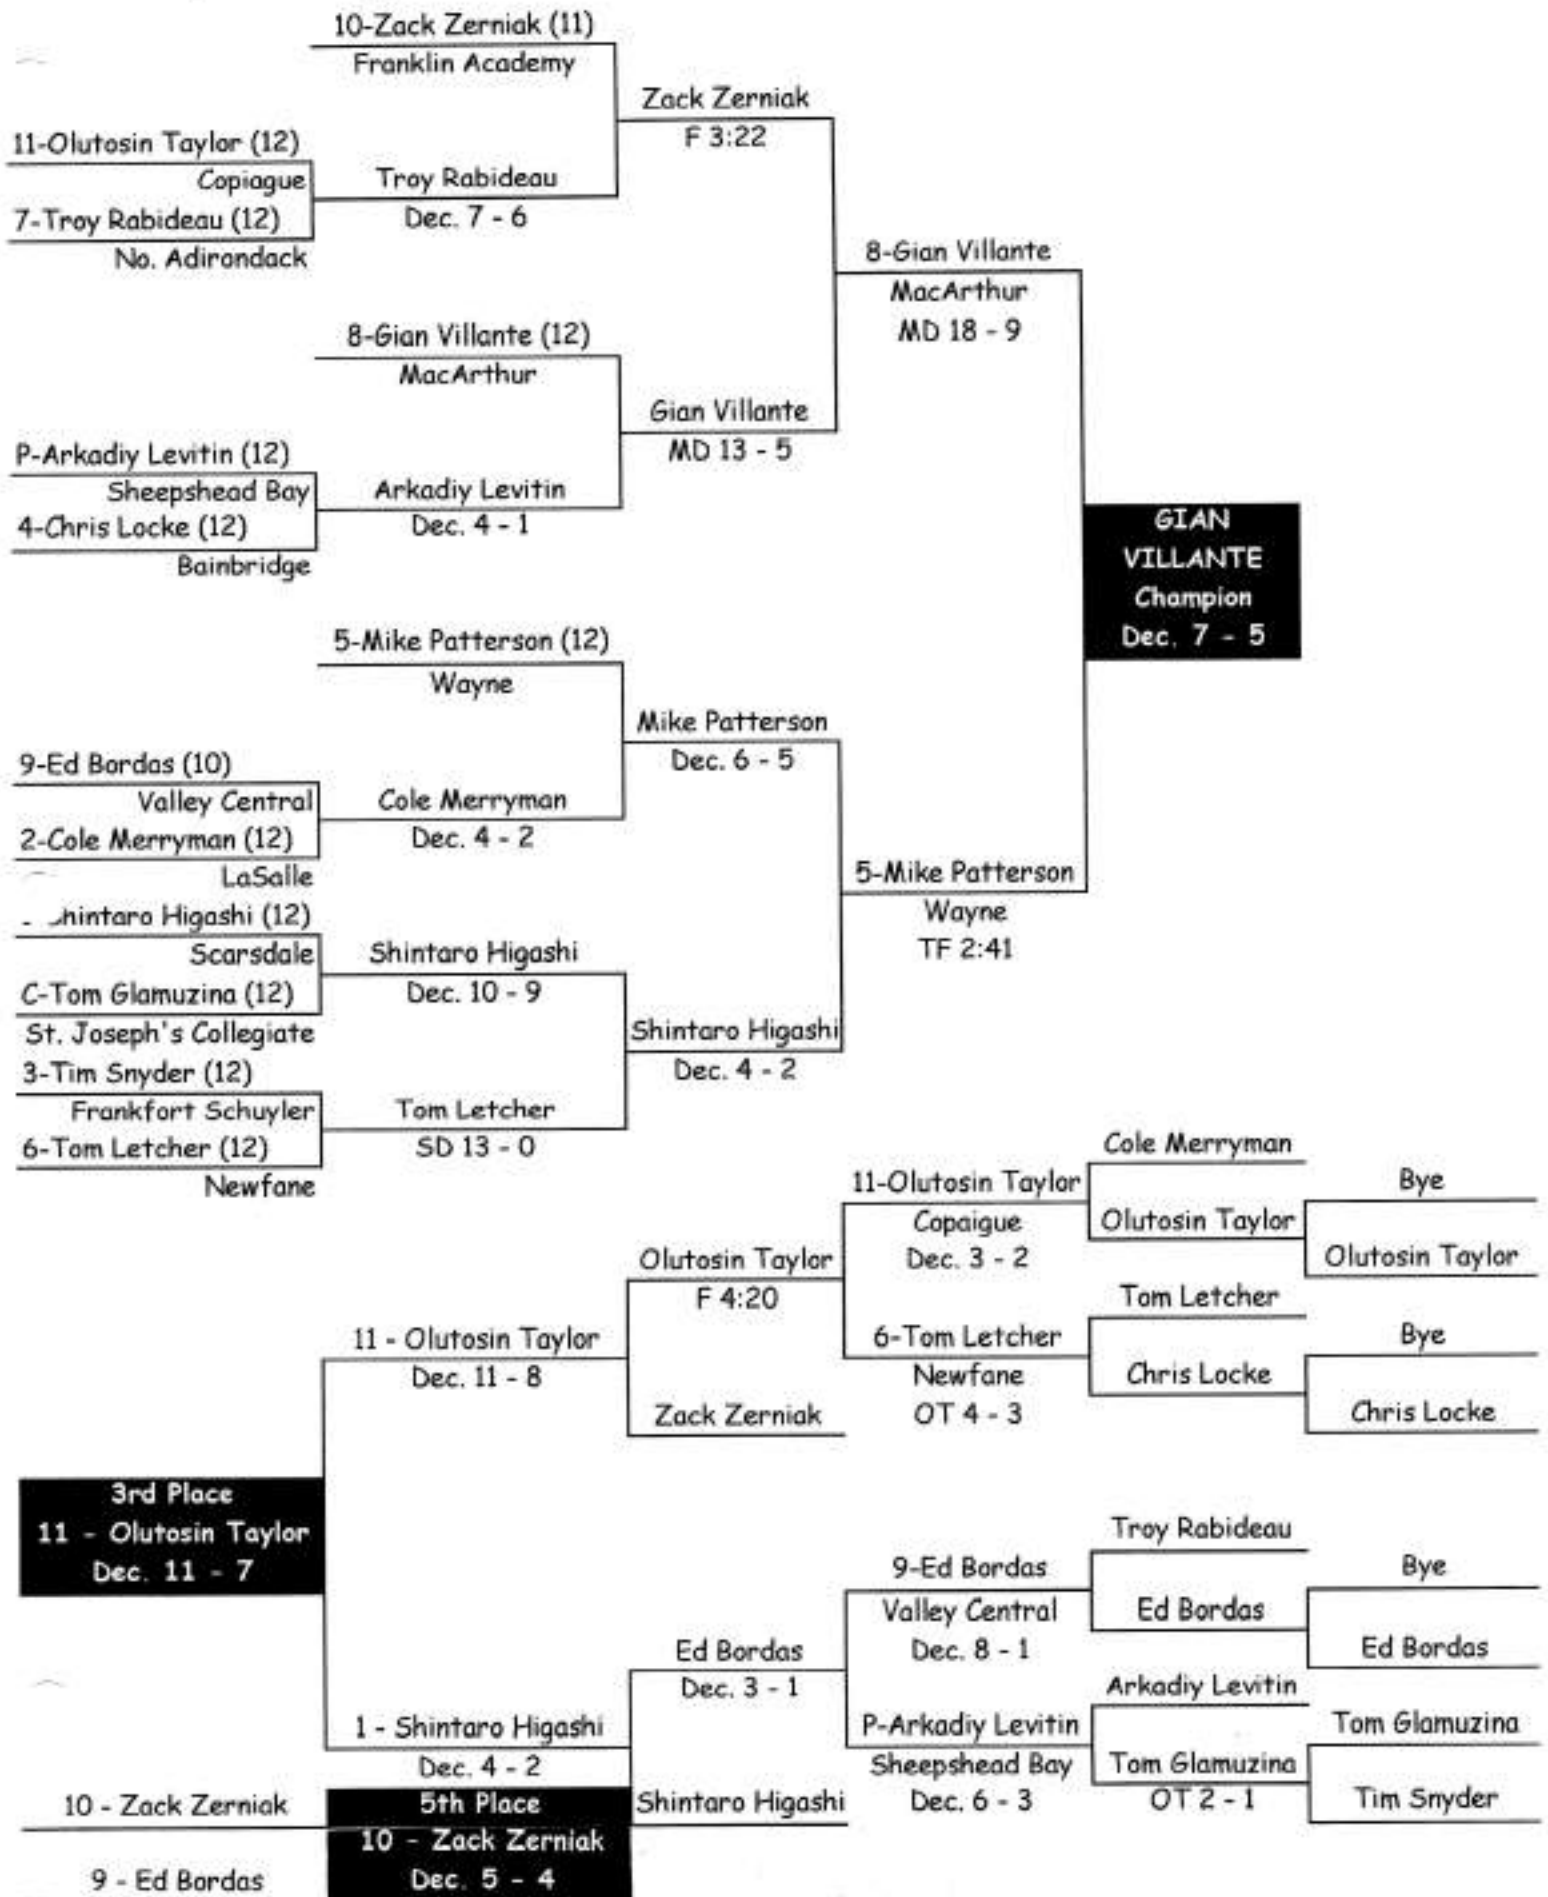 10-Zack Zerniak (11)
Franklin Academy
Zack Zerniak
F 3:22
11-Olutosin Taylor (12)
Copiague
Troy Rabideau
7-Troy Rabideau (12)
Dec. 7 - 6
No. Adirondack
8-Gian Villante
MacArthur
MD 18 - 9
8-Gian Villante (12)
MacArthur
Gian Villante
MD 13 - 5
P-Arkadiy Levitin (12)
Sheepshead Bay
Arkadiy Levitin
4-Chris Locke (12)
Dec. 4 - 1
Bainbridge
GIAN
VILLANTE
Champion
Dec. 7 - 5
5-Mike Patterson (12)
Wayne
Mike Patterson
Dec. 6 - 5
9-Ed Bordas (10)
Valley Central
Cole Merryman
2-Cole Merryman (12)
Dec. 4 - 2
LaSalle
5-Mike Patterson
Wayne
TF 2:41
hintaro Higashi (12)
Scarsdale
Shintaro Higashi
C-Tom Glamuzina (12)
Dec. 10 - 9
St. Joseph's Collegiate
Shintaro Higashi
Dec. 4 - 2
3-Tim Snyder (12)
Frankfort Schuyler
Tom Letcher
6-Tom Letcher (12)
SD 13 - 0
Newfane
Cole Merryman
11-Olutosin Taylor
Bye
Copaigue
Olutosin Taylor
Dec. 3 - 2
Olutosin Taylor
Olutosin Taylor
F 4:20
Tom Letcher
11 - Olutosin Taylor
6-Tom Letcher
Bye
Dec. 11 - 8
Newfane
Chris Locke
Zack Zerniak
OT 4 - 3
Chris Locke
3rd Place
11 - Olutosin Taylor
Dec. 11 - 7
Troy Rabideau
9-Ed Bordas
Bye
Valley Central
Ed Bordas
Ed Bordas
Dec. 8 - 1
Ed Bordas
Dec. 3 - 1
Arkadiy Levitin
1 - Shintaro Higashi
P-Arkadiy Levitin
Tom Glamuzina
Dec. 4 - 2
Sheepshead Bay
Tom Glamuzina
10 - Zack Zerniak
5th Place
Shintaro Higashi
Dec. 6 - 3
OT 2 - 1
Tim Snyder
10 - Zack Zerniak
9 - Ed Bordas
Dec. 5 - 4